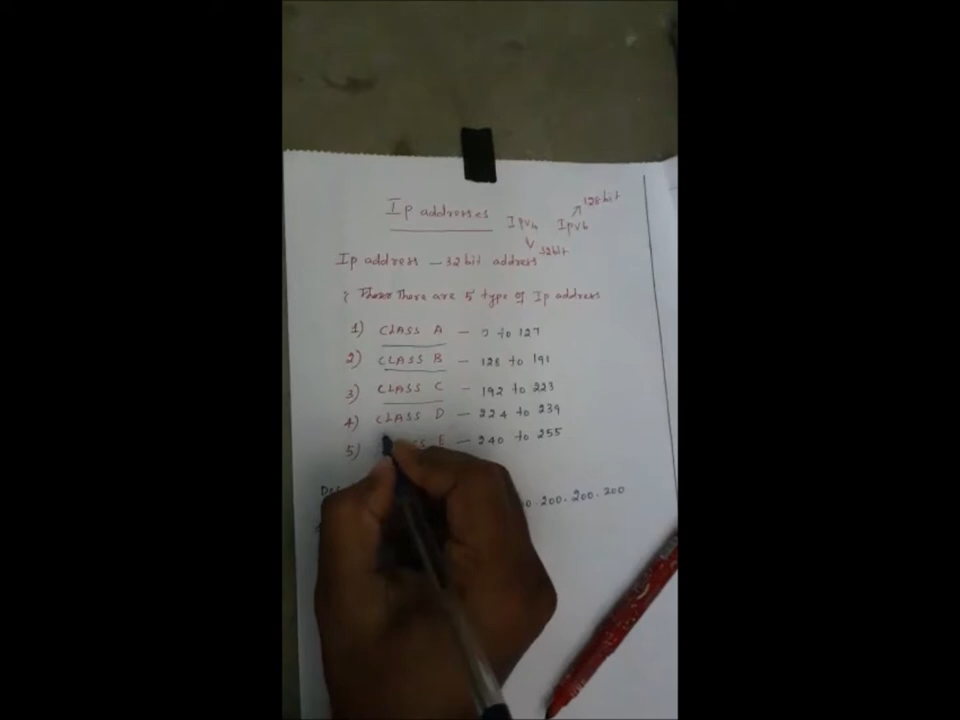 Ip addresses
Ipv4 Ipv6 128 bit
32 bit
Ip address – 32 bit address
There are 5 type of Ip address
1) CLASS A – 0 to 127
2) CLASS B – 128 to 191
3) CLASS C – 192 to 223
4) CLASS D – 224 to 239
5) E – 240 to 255
.200.200.200